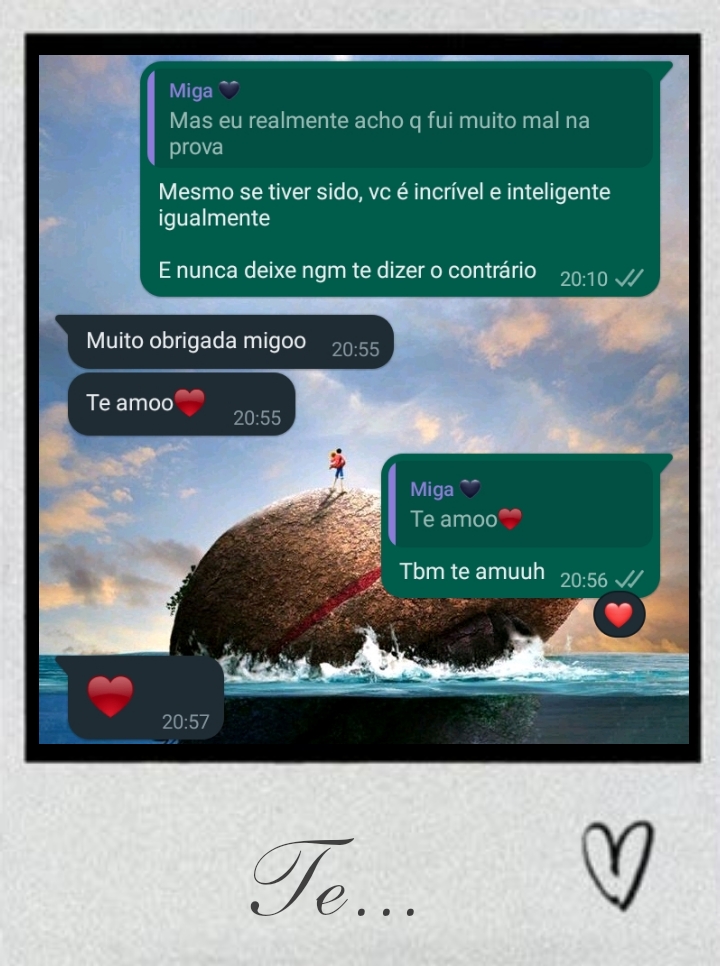 Miga 🖤
Mas eu realmente acho q fui muito mal na
prova
Mesmo se tiver sido, vc é incrível e inteligente
igualmente
E nunca deixe ngm te dizer o contrário 20:10
Muito obrigada migoo 20:55
Te amoo❤️ 20:55
Miga 🖤
Te amoo❤️
Tbm te amuuh 20:56
❤️
❤️ 20:57
Te...